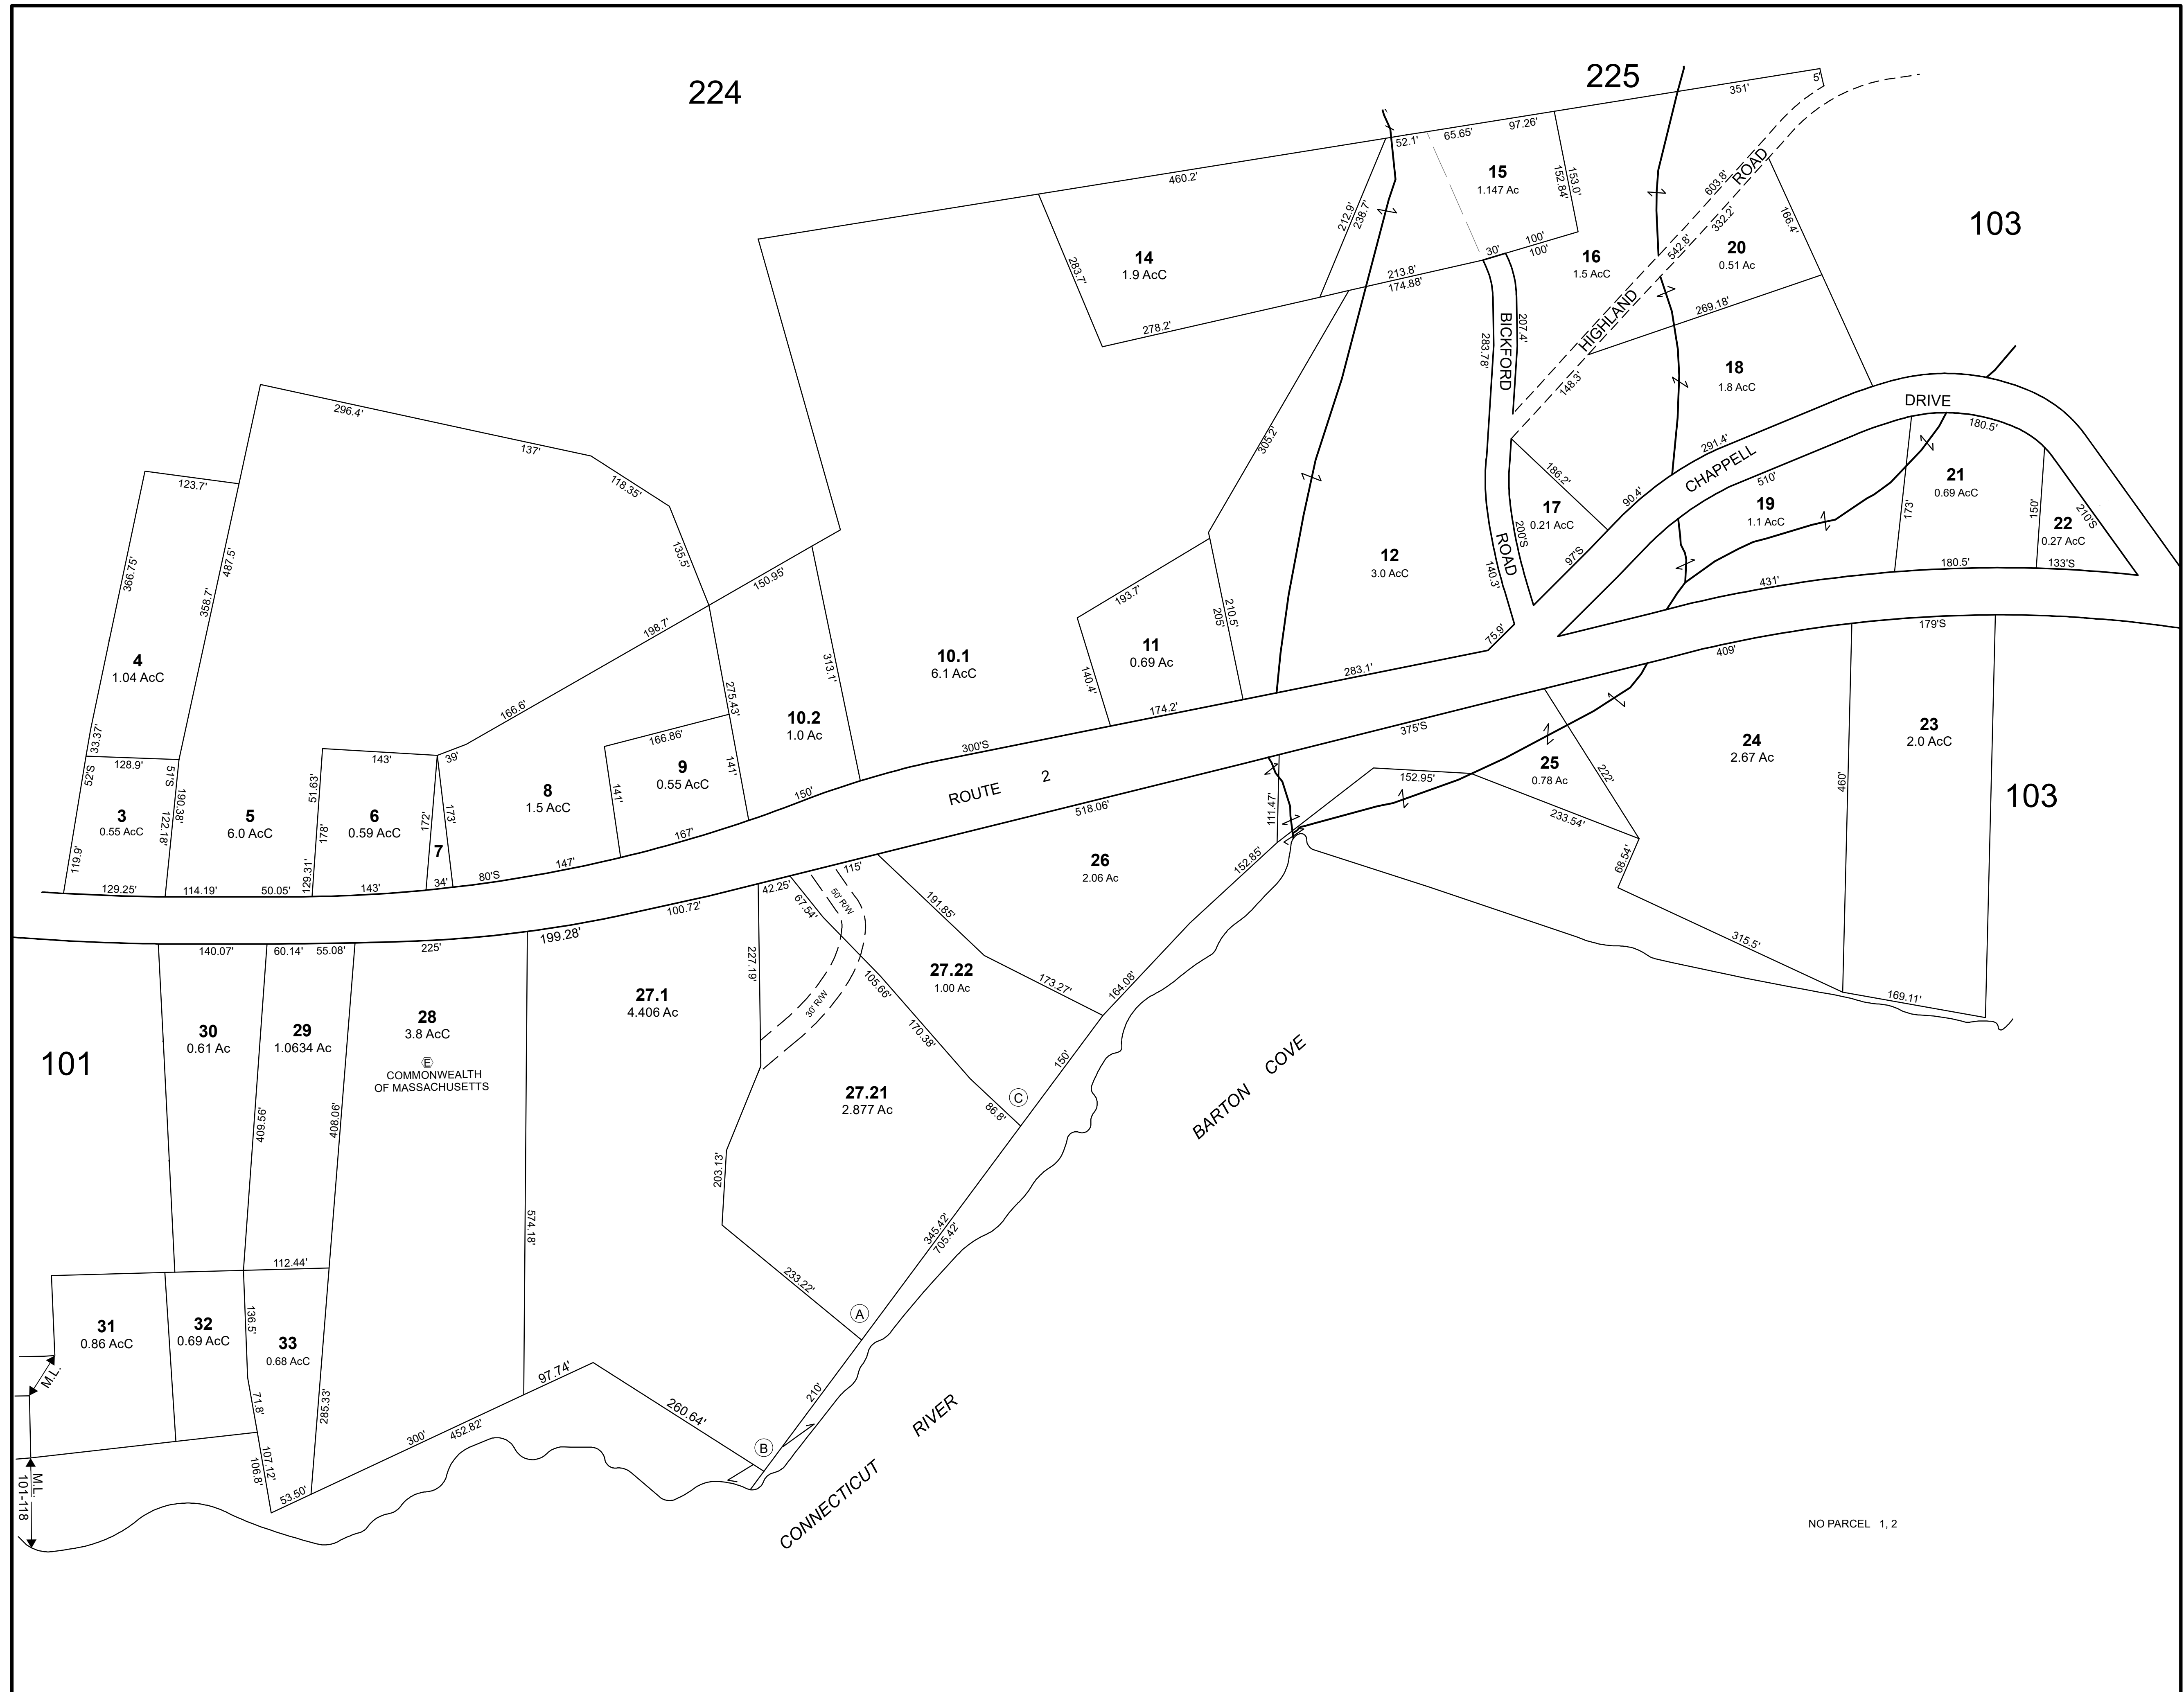 224
225
5'
351'
97.26'
65.65'
52.1'
460.2'
15
1.147 Ac
153.0'
152.84'
603.8'
ROAD
332.2'
542.8'
166.4'
103
212.9'
238.7'
14
1.9 AcC
283.7'
278.2'
213.8'
174.88'
30'
100'
100'
16
1.5 AcC
20
0.51 Ac
269.18'
HIGHLAND
148.3'
BICKFORD
207.4'
283.78'
18
1.8 AcC
DRIVE
180.5'
291.4'
CHAPPELL
510'
90.4'
186.2'
17
0.21 AcC
200'S
97'S
ROAD
140.3'
75.9'
19
1.1 AcC
173'
21
0.69 AcC
150'
22
0.27 AcC
210'S
133'S
180.5'
431'
296.4'
137'
118.35'
135.5'
123.7'
366.75'
487.5'
358.7'
305.2'
12
3.0 AcC
150.95'
198.7'
166.6'
193.7'
210.5'
205'
11
0.69 Ac
140.4'
174.2'
283.1'
4
1.04 AcC
33.37'
128.9'
52'S
51'S
190.38'
122.18'
3
0.55 AcC
119.9'
129.25'
5
6.0 AcC
114.19'
50.05'
143'
51.63'
178'
129.31'
6
0.59 AcC
143'
172'
173'
39'
7
34'
80'S
8
1.5 AcC
147'
166.86'
141'
9
0.55 AcC
141'
275.43'
167'
10.2
1.0 Ac
313.1'
150'
10.1
6.1 AcC
300'S
ROUTE 2
518.06'
375'S
409'
179'S
111.47'
152.95'
25
0.78 Ac
222'
233.54'
68.54'
24
2.67 Ac
460'
23
2.0 AcC
103
315.5'
169.11'
26
2.06 Ac
152.85'
164.08'
191.85'
173.27'
115'
50' R/W
42.25'
67.54'
100.72'
199.28'
225'
55.08'
60.14'
140.07'
227.19'
30' R/W
105.66'
27.22
1.00 Ac
170.38'
86.8'
150'
C
27.1
4.406 Ac
27.21
2.877 Ac
203.13'
233.22'
345.42'
705.42'
A
210'
B
BARTON COVE
CONNECTICUT RIVER
101
30
0.61 Ac
29
1.0634 Ac
28
3.8 AcC
E
COMMONWEALTH
OF MASSACHUSETTS
409.56'
408.06'
574.18'
112.44'
31
0.86 AcC
32
0.69 AcC
33
0.68 AcC
136.5'
71.8'
285.33'
107.12'
106.8'
53.50'
300'
452.82'
97.74'
260.64'
M.L.
M.L.
101-118
NO PARCEL 1, 2